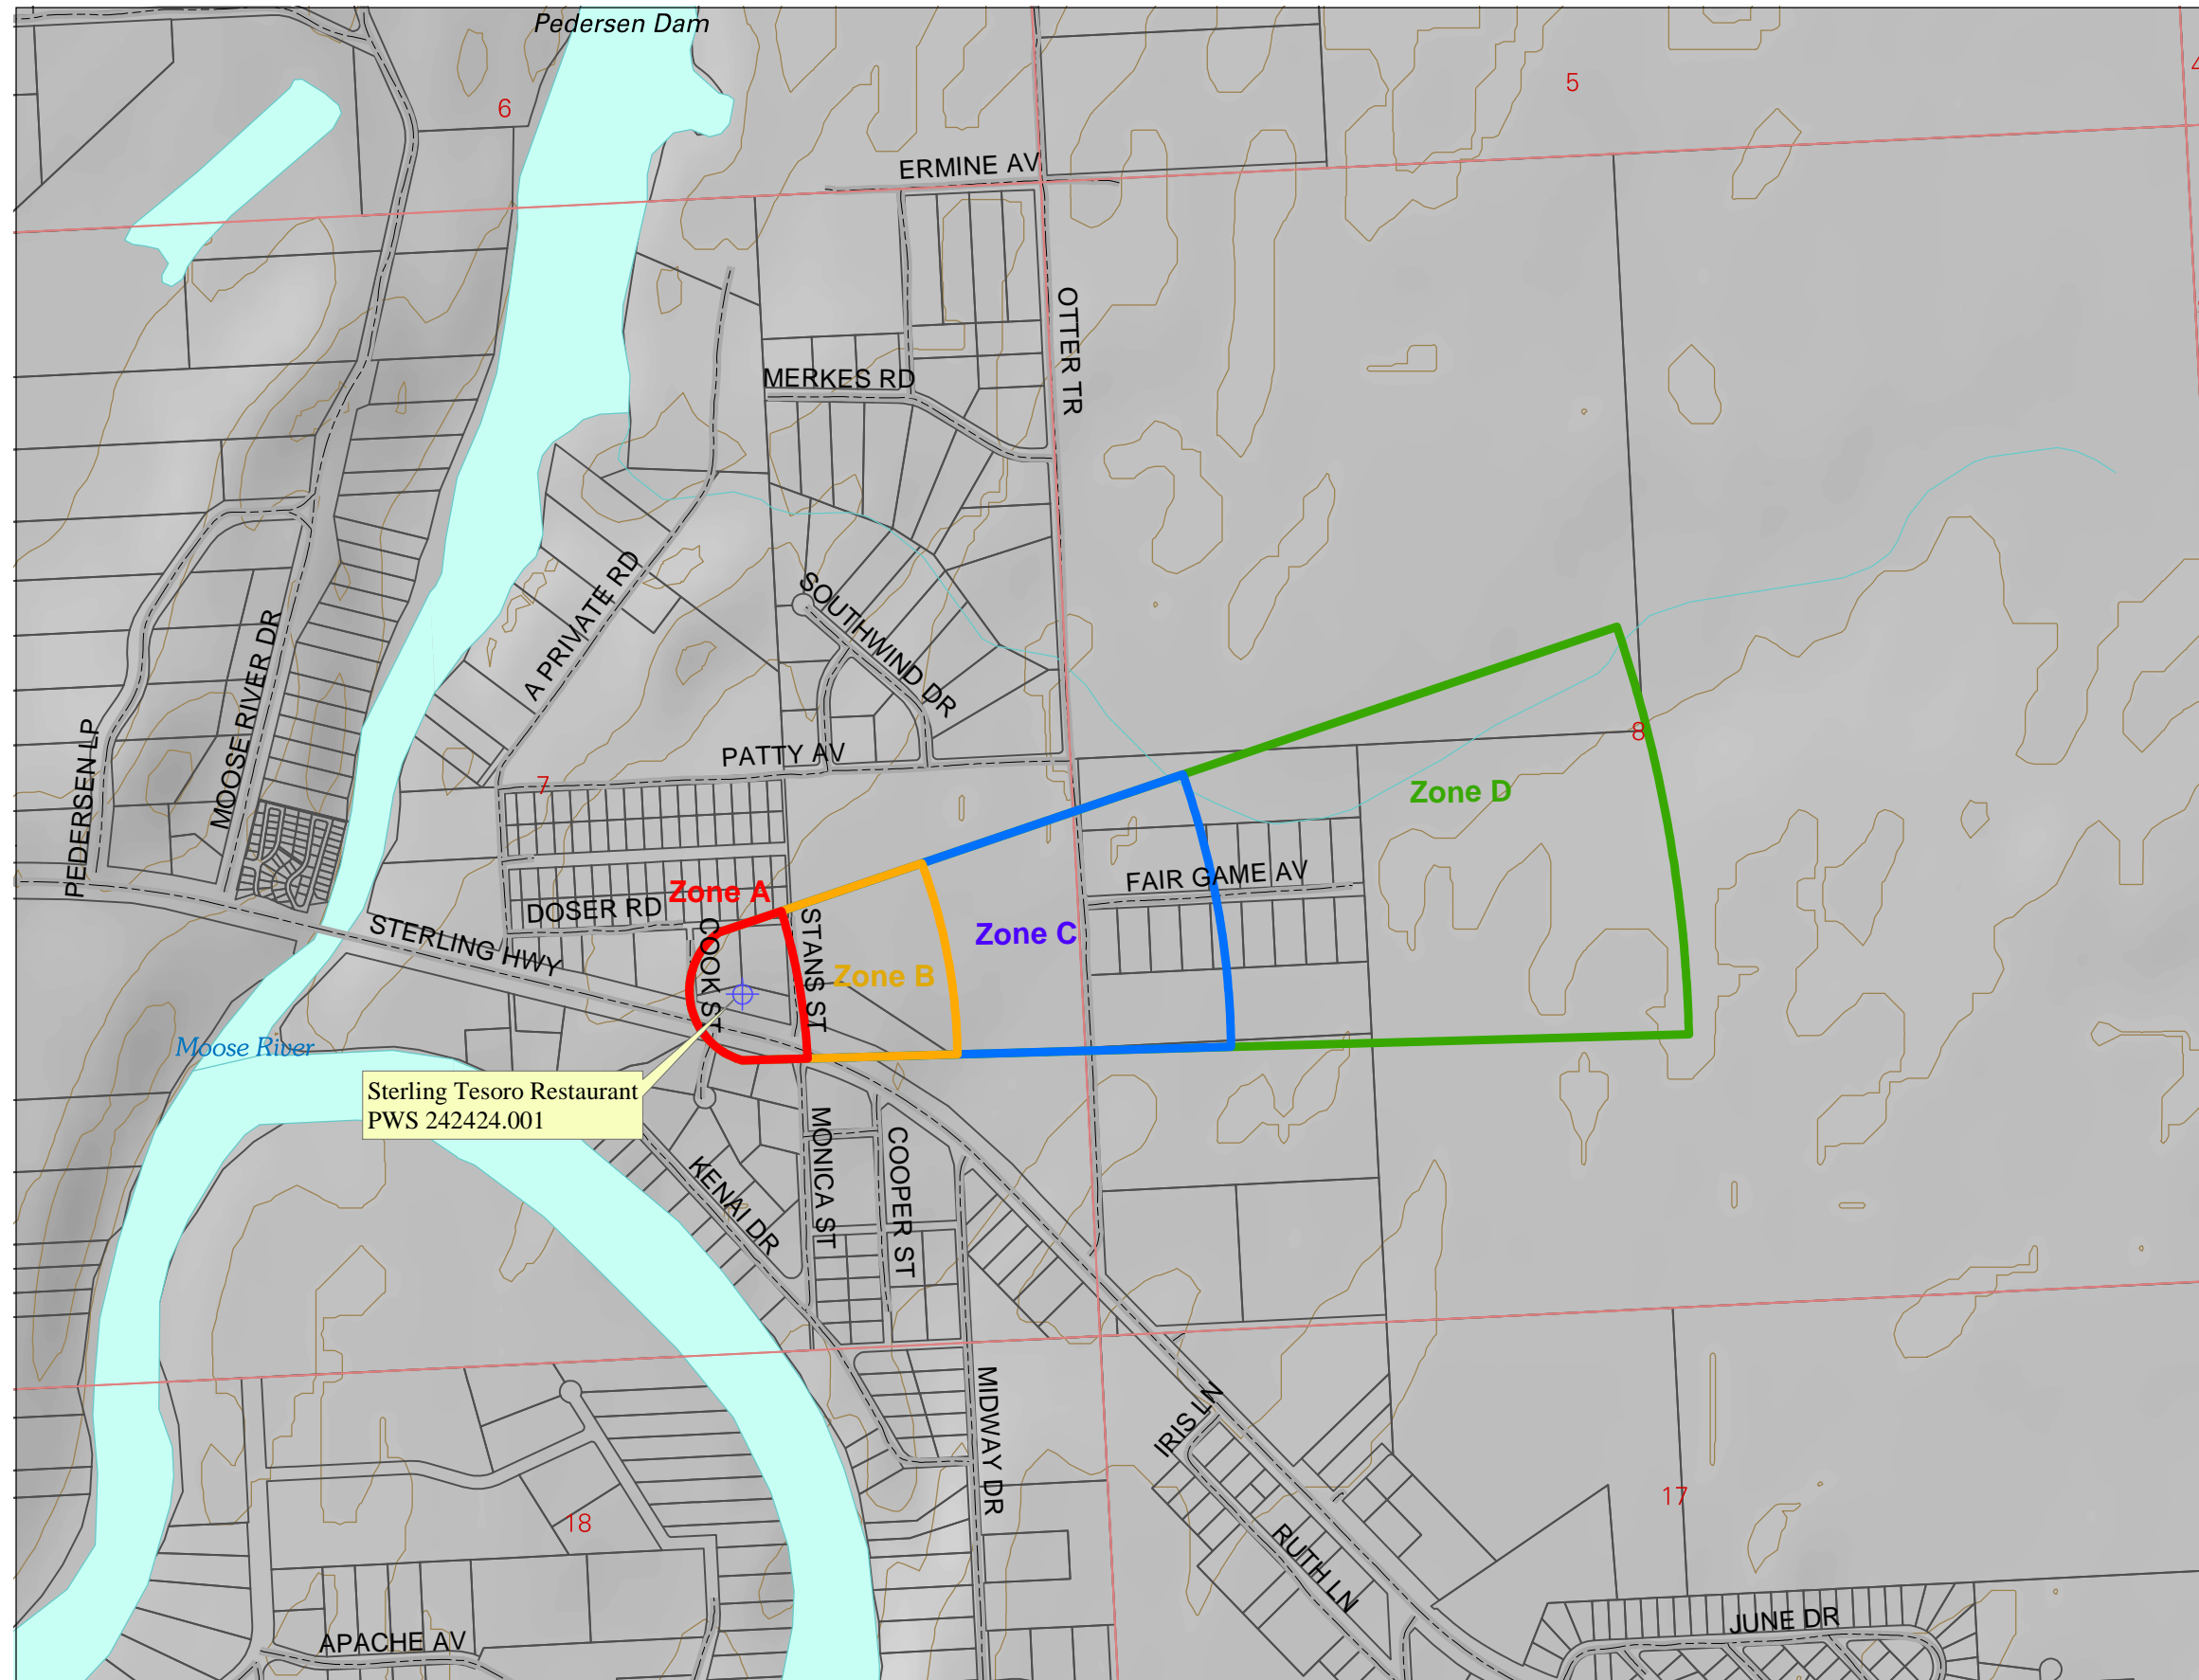 Pedersen Dam
5
4
6
ERMINE AV
OTTER TR
MERKES RD
A PRIVATE RD
SOUTHWIND DR
MOOSE RIVER DR
PEDERSEN LP
PATTY AV
7
8
Zone D
FAIR GAME AV
Zone A
DOSER RD
STERLING HWY
COOK ST
STANS ST
Zone C
Zone B
Moose River
Sterling Tesoro Restaurant
PWS 242424.001
KENAI DR
MONICA ST
COOPER ST
MIDWAY DR
IRIS LN
17
18
RUTH LN
JUNE DR
APACHE AV